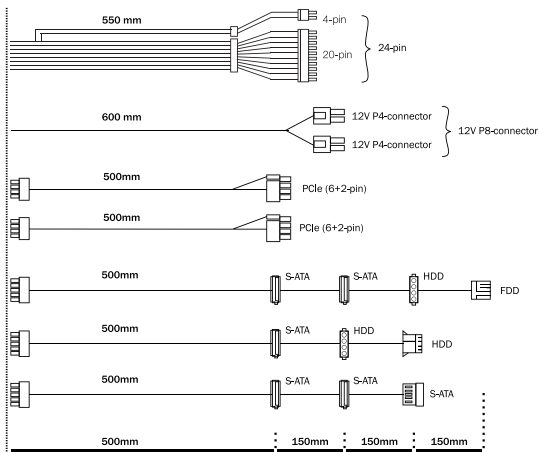 550 mm
4-pin
20-pin
24-pin
600 mm
12V P4-connector
12V P4-connector
12V P8-connector
500mm
PCIe (6+2-pin)
500mm
PCIe (6+2-pin)
500mm
S-ATA
S-ATA
HDD
FDD
500mm
S-ATA
HDD
HDD
500mm
S-ATA
S-ATA
S-ATA
500mm
150mm
150mm
150mm